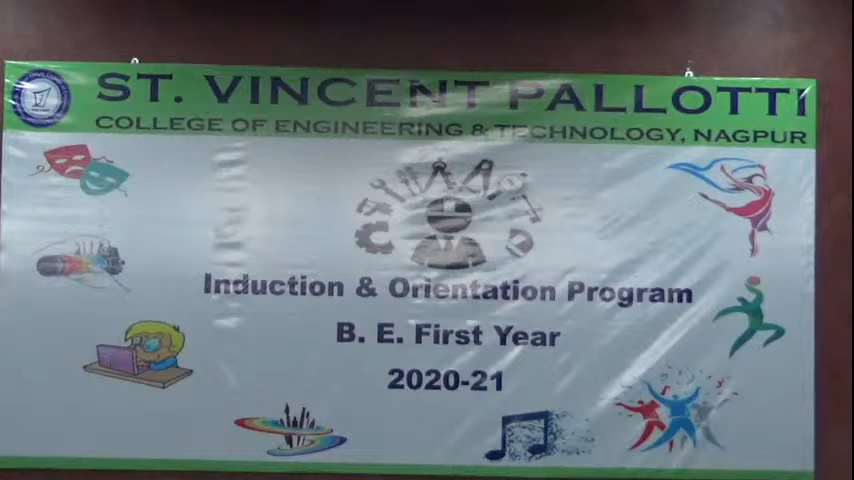 ST. VINCENT PALLOTTI
COLLEGE OF ENGINEERING & TECHNOLOGY, NAGPUR
Induction & Orientation Program
B. E. First Year
2020-21